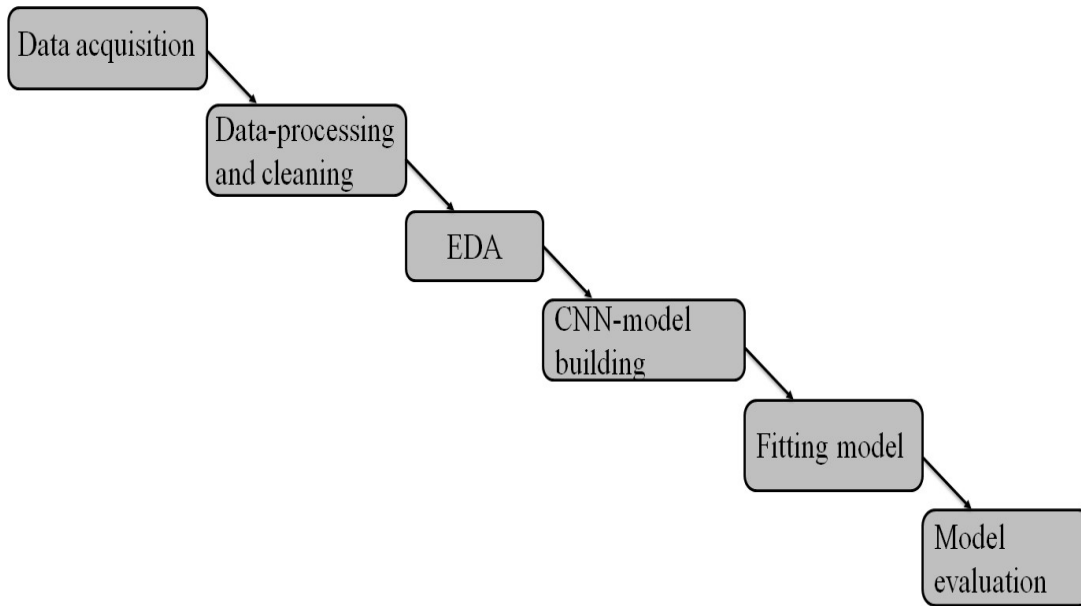 Data acquisition
Data-processing
and cleaning
EDA
CNN-model
building
Fitting model
Model
evaluation